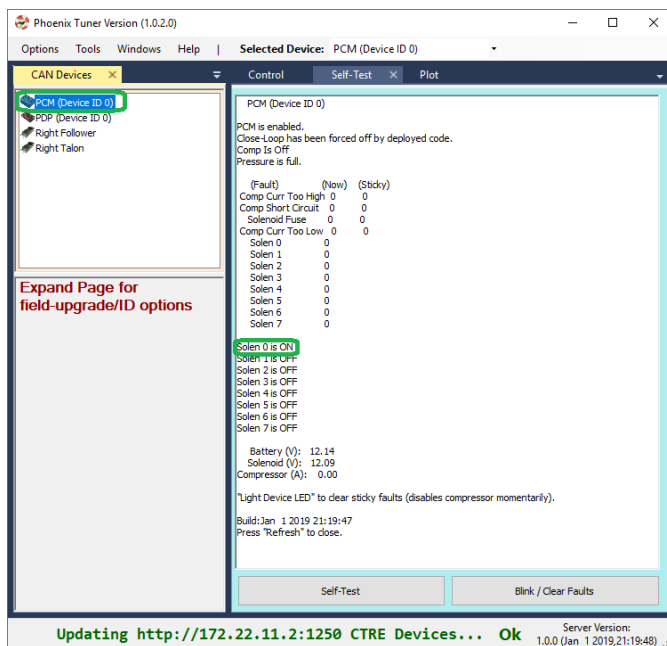 Phoenix Tuner Version (1.0.2.0)
Options Tools Windows Help | Selected Device: PCM (Device ID 0)
CAN Devices
PCM (Device ID 0)
PDP (Device ID 0)
Right Follower
Right Talon
Expand Page for
field-upgrade/ID options
Control Self-Test Plot
PCM (Device ID 0)
PCM is enabled.
Close-Loop has been forced off by deployed code.
Comp Is Off
Pressure is full.
(Fault) (Now) (Sticky)
Comp Curr Too High 0 0
Comp Short Circuit 0 0
Solenoid Fuse 0 0
Comp Curr Too Low 0 0
Solen 0 0
Solen 1 0
Solen 2 0
Solen 3 0
Solen 4 0
Solen 5 0
Solen 6 0
Solen 7 0
Solen 0 is ON
Solen 1 is OFF
Solen 2 is OFF
Solen 3 is OFF
Solen 4 is OFF
Solen 5 is OFF
Solen 6 is OFF
Solen 7 is OFF
Battery (V): 12.14
Solenoid (V): 12.09
Compressor (A): 0.00
"Light Device LED" to clear sticky faults (disables compressor momentarily).
Build:Jan 1 2019 21:19:47
Press "Refresh" to close.
Self-Test Blink / Clear Faults
Updating http://172.22.11.2:1250 CTRE Devices... Ok
Server Version:
1.0.0 (Jan 1 2019,21:19:48)